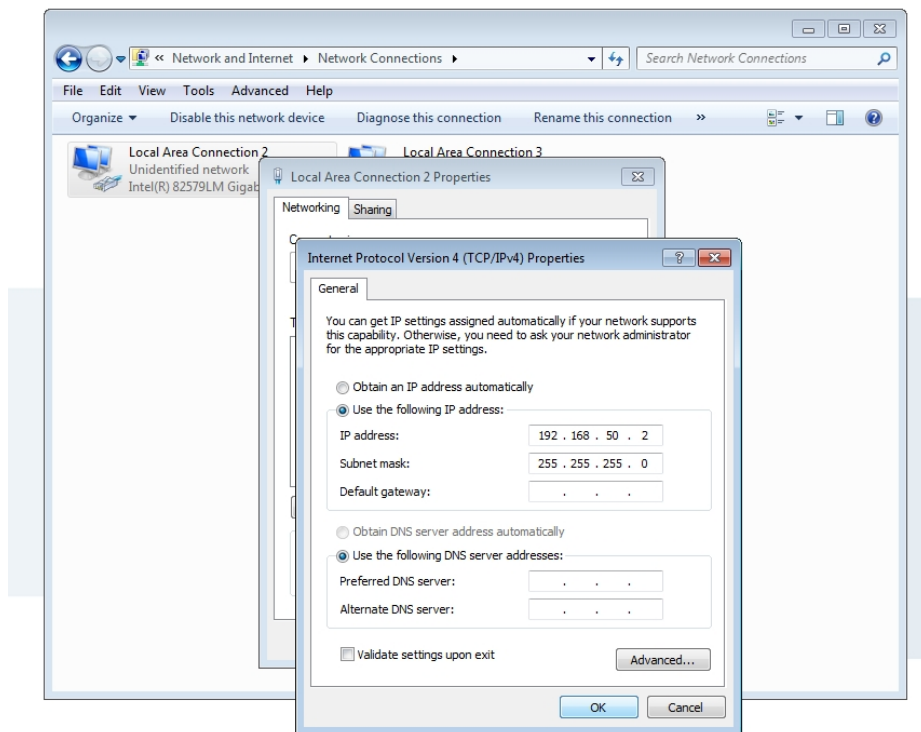 « Network and Internet ▸ Network Connections ▸
Search Network Connections
File Edit View Tools Advanced Help
Organize Disable this network device Diagnose this connection Rename this connection »
Local Area Connection 2
Unidentified network
Intel(R) 82579LM Gigab
Local Area Connection 3
Local Area Connection 2 Properties
Networking Sharing
Internet Protocol Version 4 (TCP/IPv4) Properties
General
You can get IP settings assigned automatically if your network supports
this capability. Otherwise, you need to ask your network administrator
for the appropriate IP settings.
Obtain an IP address automatically
Use the following IP address:
IP address: 192 . 168 . 50 . 2
Subnet mask: 255 . 255 . 255 . 0
Default gateway: . . .
Obtain DNS server address automatically
Use the following DNS server addresses:
Preferred DNS server: . . .
Alternate DNS server: . . .
Validate settings upon exit
Advanced...
OK Cancel